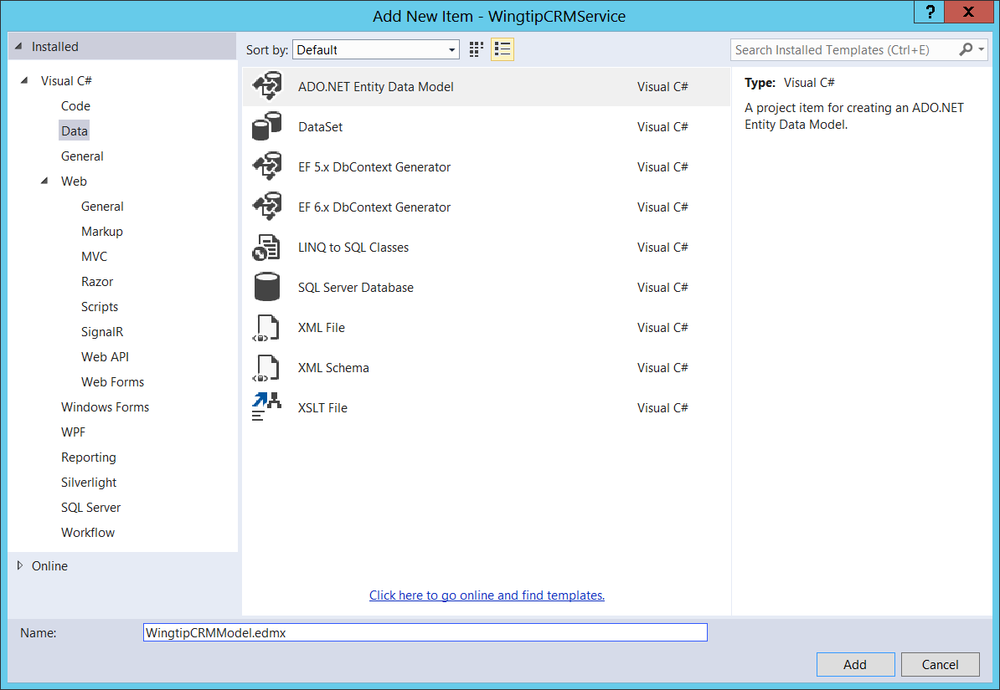 Add New Item - WingtipCRMService
?
X
Installed
Visual C#
Code
Data
General
Web
General
Markup
MVC
Razor
Scripts
SignalR
Web API
Web Forms
Windows Forms
WPF
Reporting
Silverlight
SQL Server
Workflow
Online
Sort by: Default
ADO.NET Entity Data Model Visual C#
DataSet Visual C#
EF 5.x DbContext Generator Visual C#
EF 6.x DbContext Generator Visual C#
LINQ to SQL Classes Visual C#
SQL Server Database Visual C#
XML File Visual C#
XML Schema Visual C#
XSLT File Visual C#
Click here to go online and find templates.
Search Installed Templates (Ctrl+E)
Type: Visual C#
A project item for creating an ADO.NET
Entity Data Model.
Name: WingtipCRMModel.edmx
Add Cancel